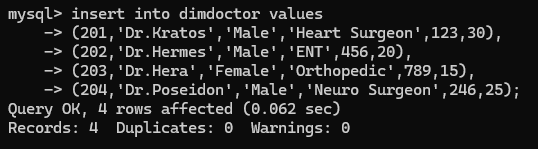 mysql> insert into dimdoctor values
    -> (201,'Dr.Kratos','Male','Heart Surgeon',123,30),
    -> (202,'Dr.Hermes','Male','ENT',456,20),
    -> (203,'Dr.Hera','Female','Orthopedic',789,15),
    -> (204,'Dr.Poseidon','Male','Neuro Surgeon',246,25);
Query OK, 4 rows affected (0.062 sec)
Records: 4  Duplicates: 0  Warnings: 0